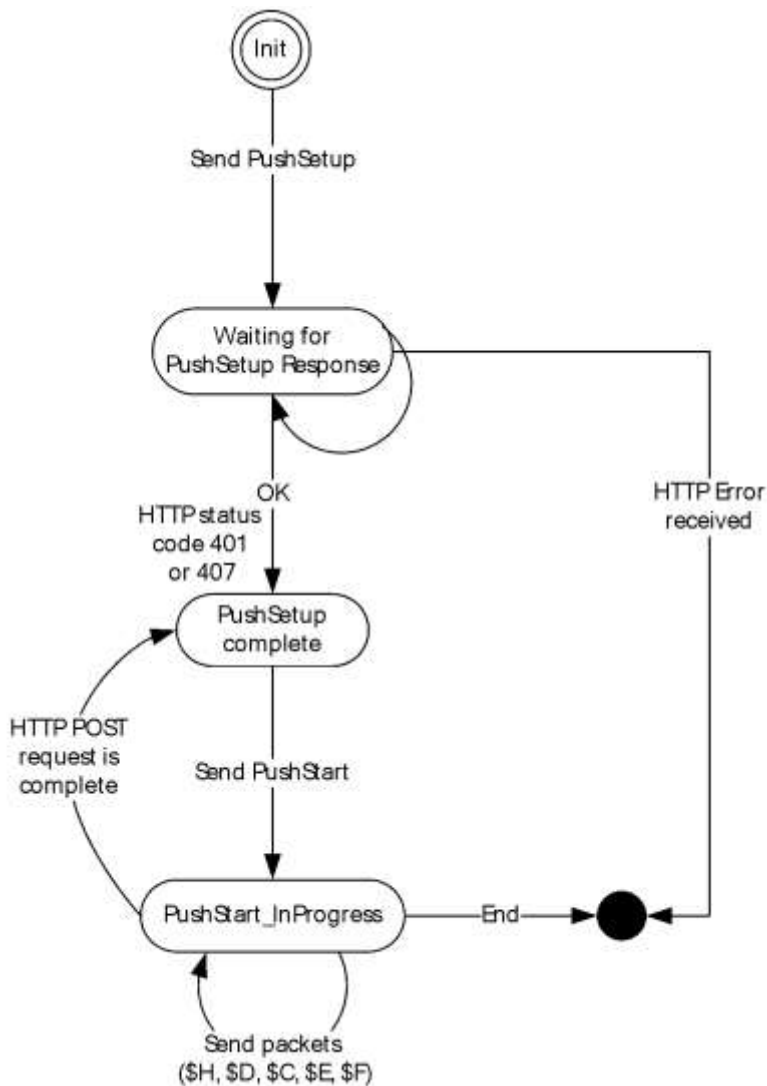 Init
Send PushSetup
Waiting for
PushSetup Response
OK
HTTP status
code 401
or 407
HTTP Error
received
PushSetup
complete
HTTP POST
request is
complete
Send PushStart
PushStart_InProgress
End
Send packets
($H, $D, $C, $E, $F)